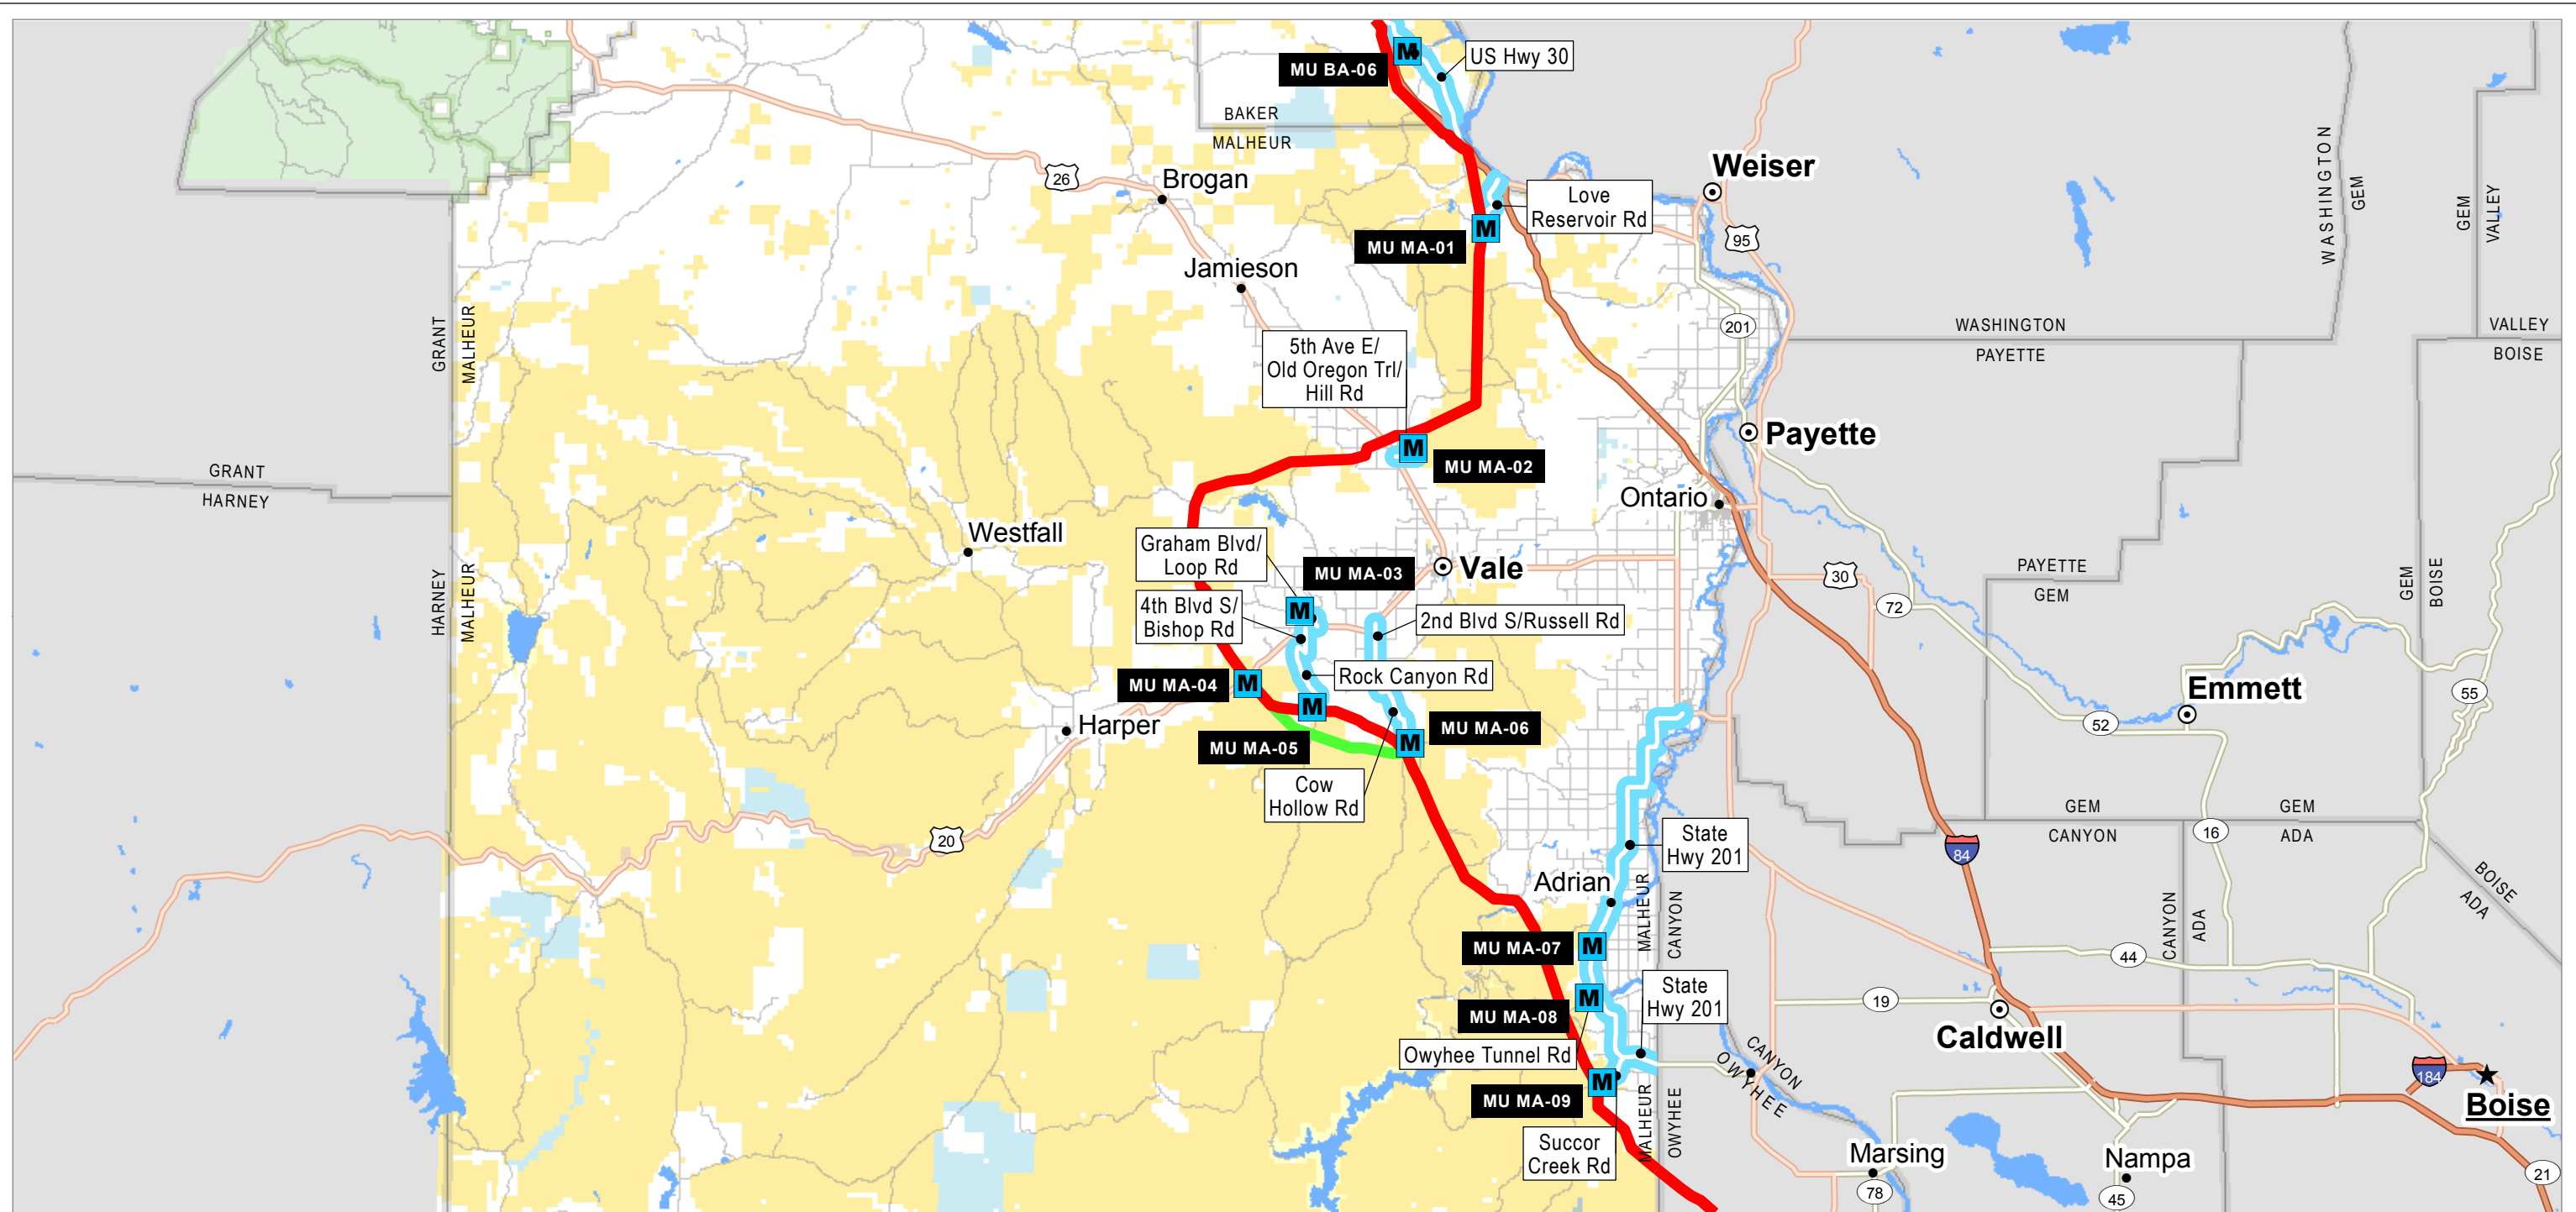 US Hwy 30
MU BA-06
BAKER
MALHEUR
WASHINGTON
GEM
GEM
VALLEY
Weiser
Brogan
26
Love
Reservoir Rd
MU MA-01
95
Jamieson
GRANT
MALHEUR
201
WASHINGTON
PAYETTE
VALLEY
BOISE
5th Ave E/
Old Oregon Trl/
Hill Rd
Payette
MU MA-02
GRANT
HARNEY
Ontario
Westfall
Graham Blvd/
Loop Rd
MU MA-03
Vale
HARNEY
MALHEUR
PAYETTE
GEM
GEM
BOISE
30
72
4th Blvd S/
Bishop Rd
2nd Blvd S/Russell Rd
Rock Canyon Rd
MU MA-04
Emmett
55
52
Harper
MU MA-05
MU MA-06
Cow
Hollow Rd
GEM
CANYON
GEM
ADA
16
20
State
Hwy 201
84
BOISE
ADA
Adrian
MALHEUR
CANYON
CANYON
ADA
MU MA-07
44
State
Hwy 201
19
MU MA-08
Caldwell
Owyhee Tunnel Rd
CANYON
OWYHEE
184
MU MA-09
MALHEUR
OWYHEE
Boise
Succor
Creek Rd
Marsing
Nampa
78
45
21
M
M
M
M
M
M
M
M
M
M